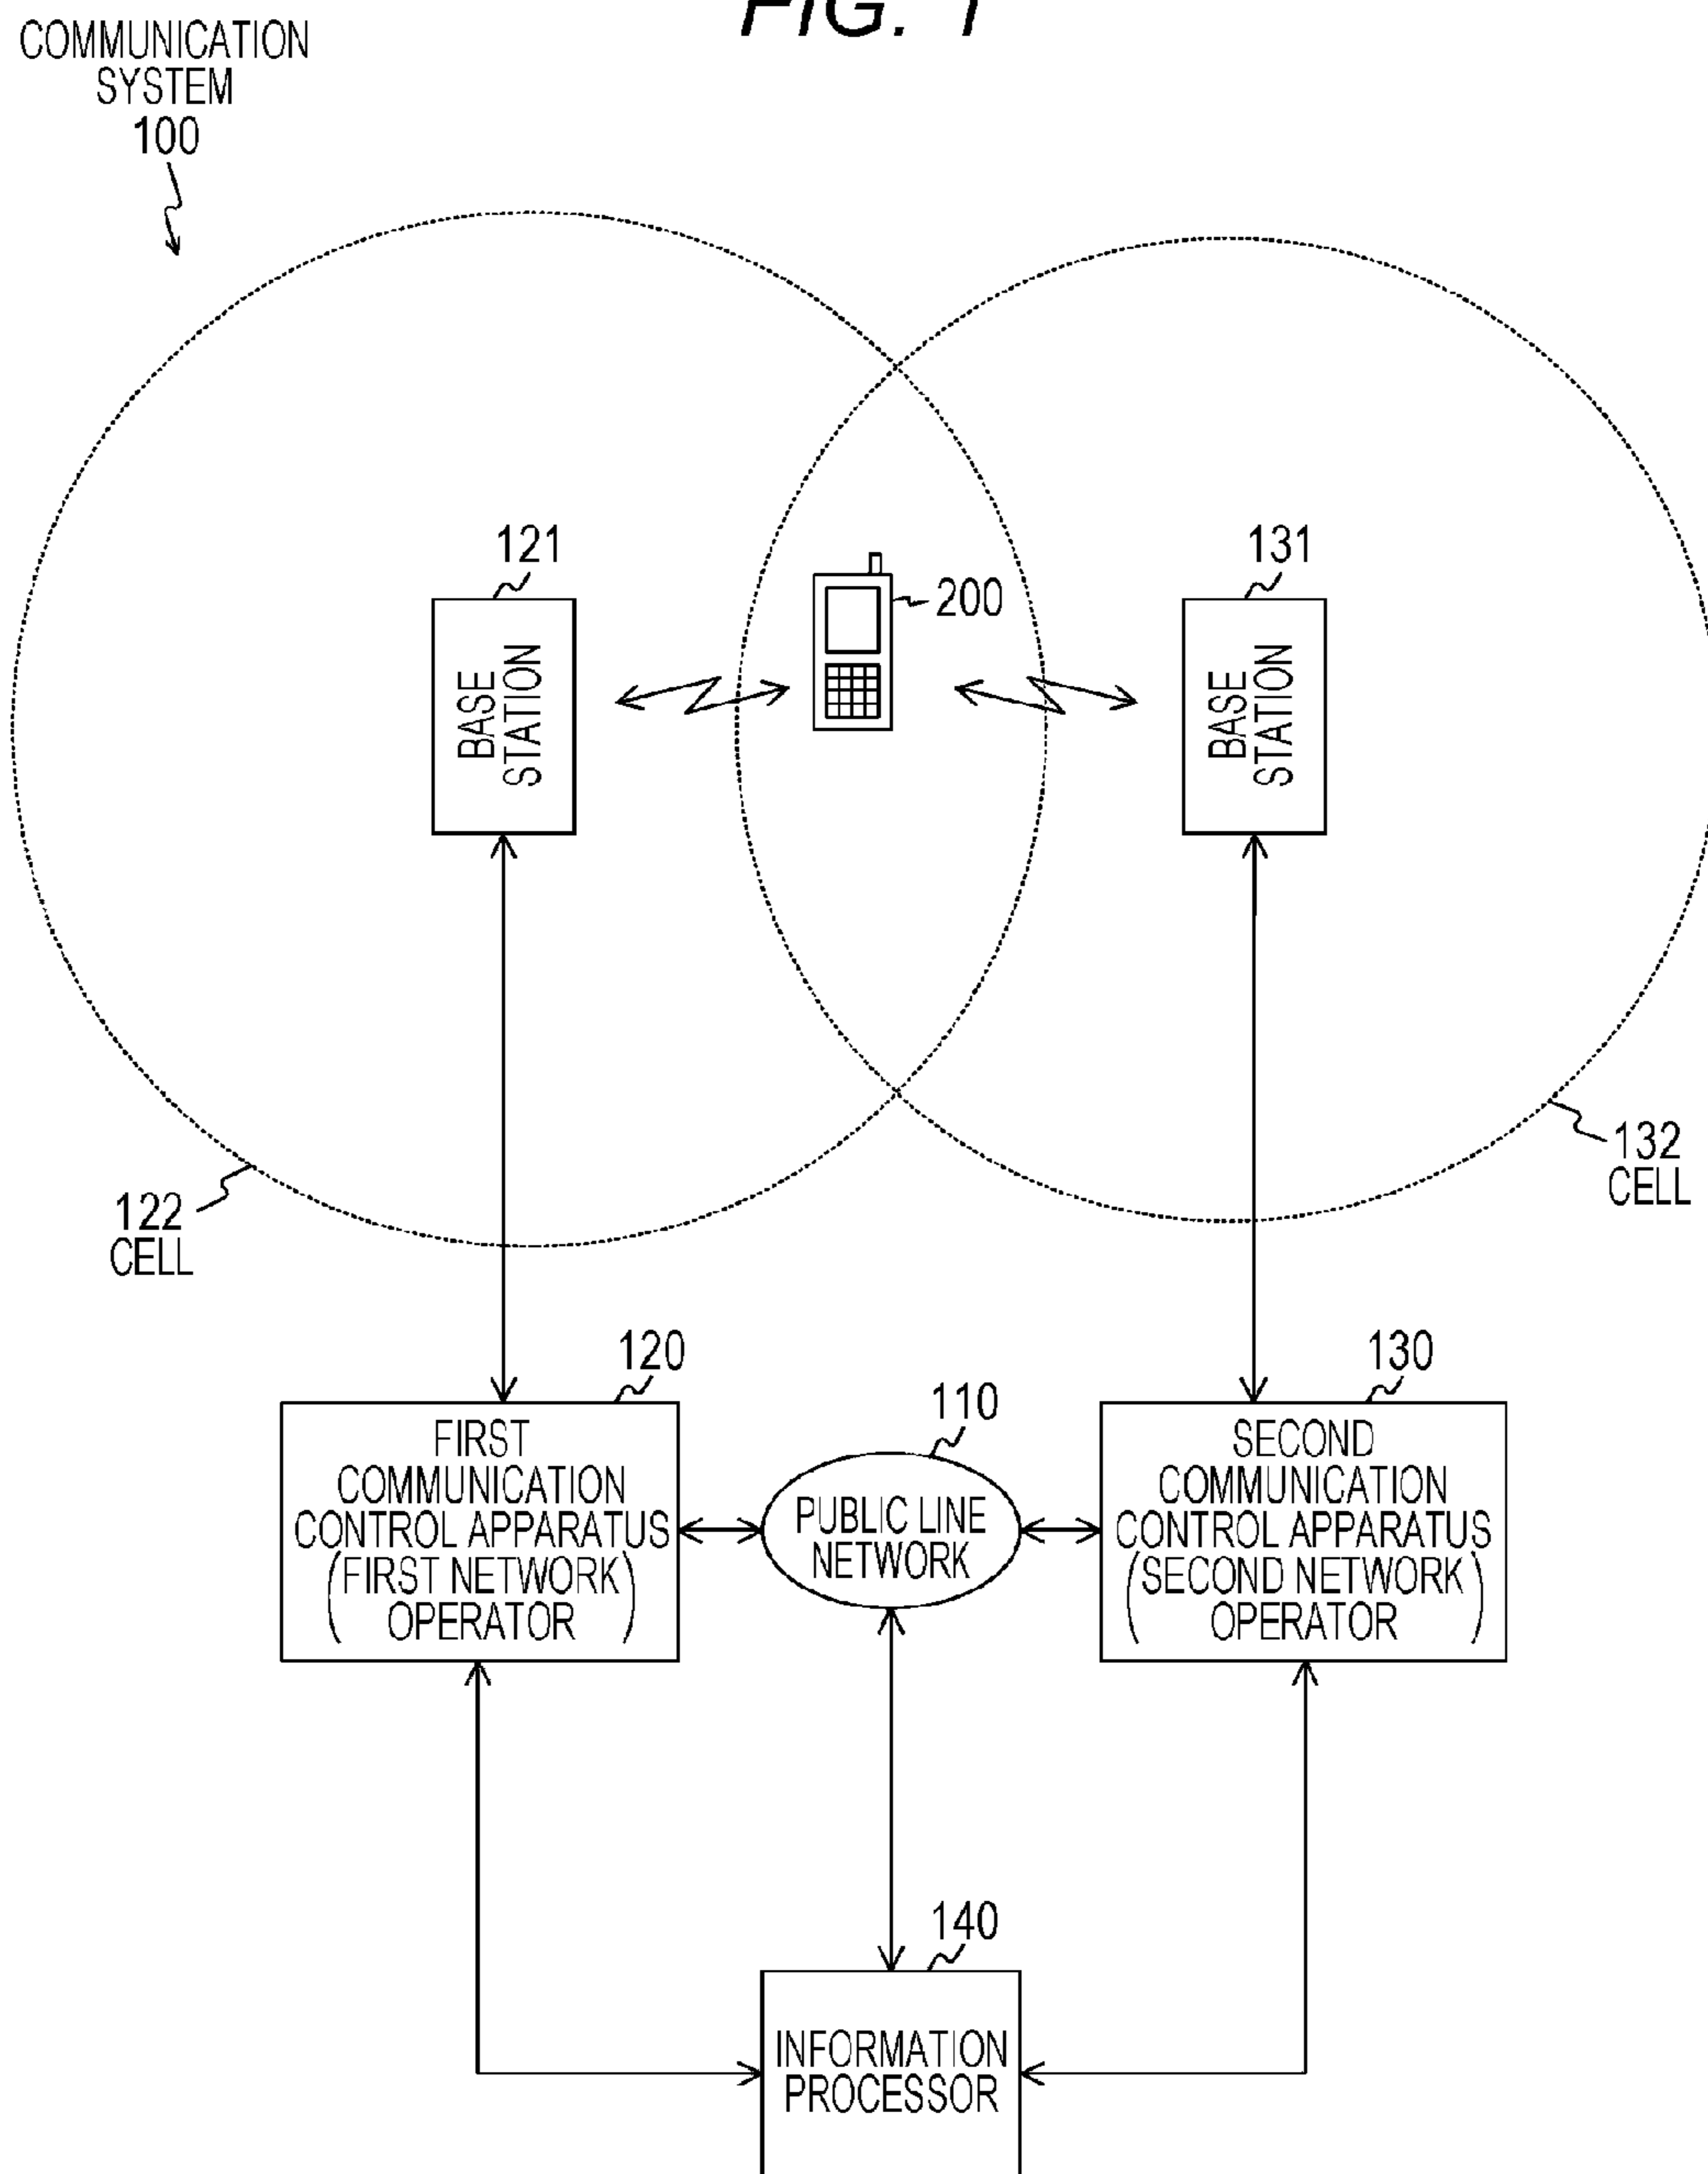 FIG. 1
COMMUNICATION
SYSTEM
100
121
131
200
BASE
STATION
BASE
STATION
132
CELL
122
CELL
120
130
110
FIRST
COMMUNICATION
CONTROL APPARATUS
(FIRST NETWORK
OPERATOR)
PUBLIC LINE
NETWORK
SECOND
COMMUNICATION
CONTROL APPARATUS
(SECOND NETWORK
OPERATOR)
140
INFORMATION
PROCESSOR